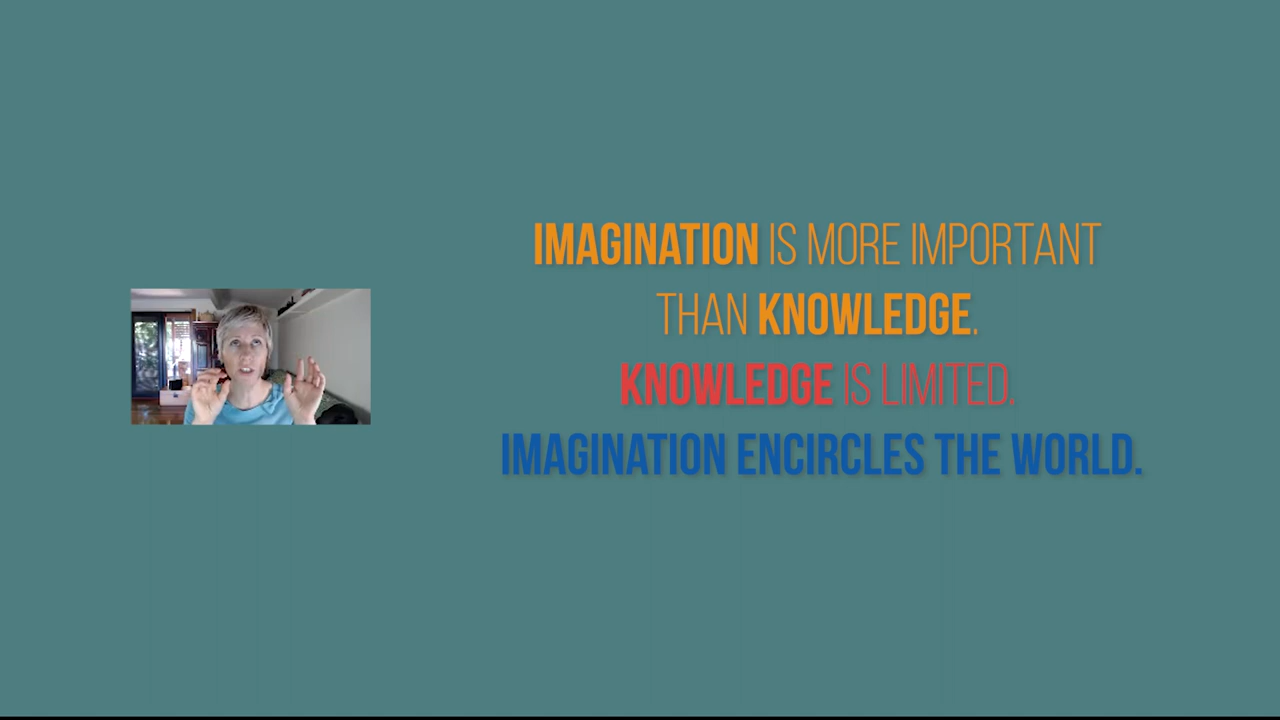 IMAGINATION IS MORE IMPORTANT
THAN KNOWLEDGE.
KNOWLEDGE IS LIMITED.
IMAGINATION ENCIRCLES THE WORLD.